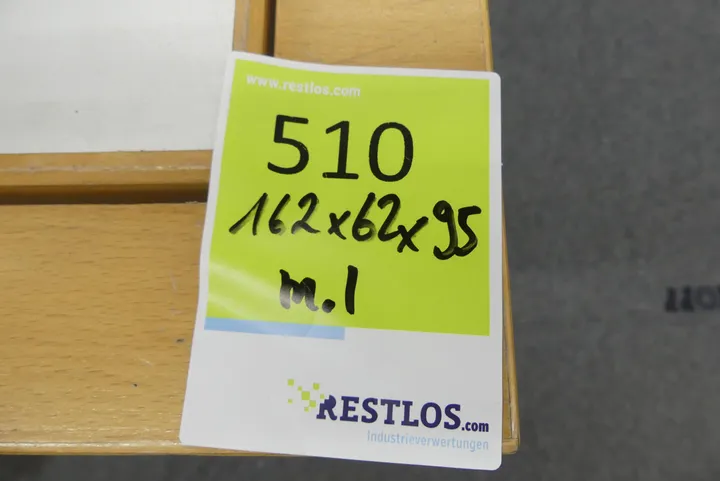 www.restlos.com
510
162x62x95
m.l
RESTLOS.com
Industrieverwertungen